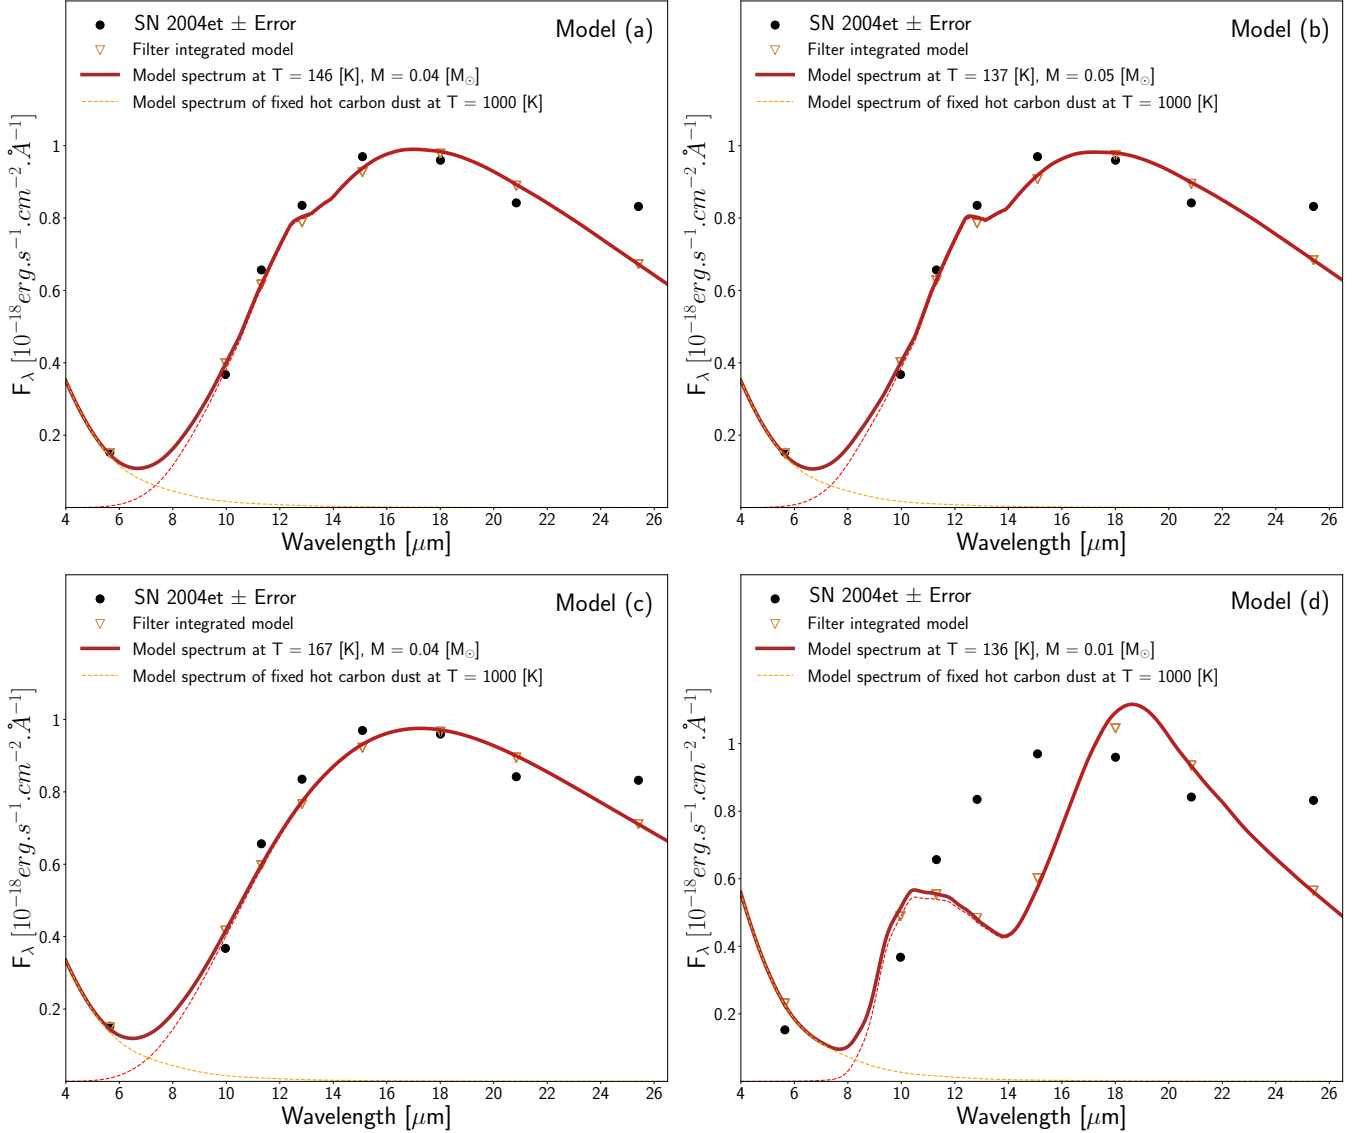 SN 2004et ± Error
Model (a)
Filter integrated model
Model spectrum at T = 146 [K], M = 0.04 [M☉]
Model spectrum of fixed hot carbon dust at T = 1000 [K]
F_λ [10⁻¹⁸erg.s⁻¹.cm⁻².Å⁻¹]
1
0.8
0.6
0.4
0.2
4 6 8 10 12 14 16 18 20 22 24 26
Wavelength [μm]
SN 2004et ± Error
Model (b)
Filter integrated model
Model spectrum at T = 137 [K], M = 0.05 [M☉]
Model spectrum of fixed hot carbon dust at T = 1000 [K]
F_λ [10⁻¹⁸erg.s⁻¹.cm⁻².Å⁻¹]
1
0.8
0.6
0.4
0.2
4 6 8 10 12 14 16 18 20 22 24 26
Wavelength [μm]
SN 2004et ± Error
Model (c)
Filter integrated model
Model spectrum at T = 167 [K], M = 0.04 [M☉]
Model spectrum of fixed hot carbon dust at T = 1000 [K]
F_λ [10⁻¹⁸erg.s⁻¹.cm⁻².Å⁻¹]
1
0.8
0.6
0.4
0.2
4 6 8 10 12 14 16 18 20 22 24 26
Wavelength [μm]
SN 2004et ± Error
Model (d)
Filter integrated model
Model spectrum at T = 136 [K], M = 0.01 [M☉]
Model spectrum of fixed hot carbon dust at T = 1000 [K]
F_λ [10⁻¹⁸erg.s⁻¹.cm⁻².Å⁻¹]
1
0.8
0.6
0.4
0.2
4 6 8 10 12 14 16 18 20 22 24 26
Wavelength [μm]